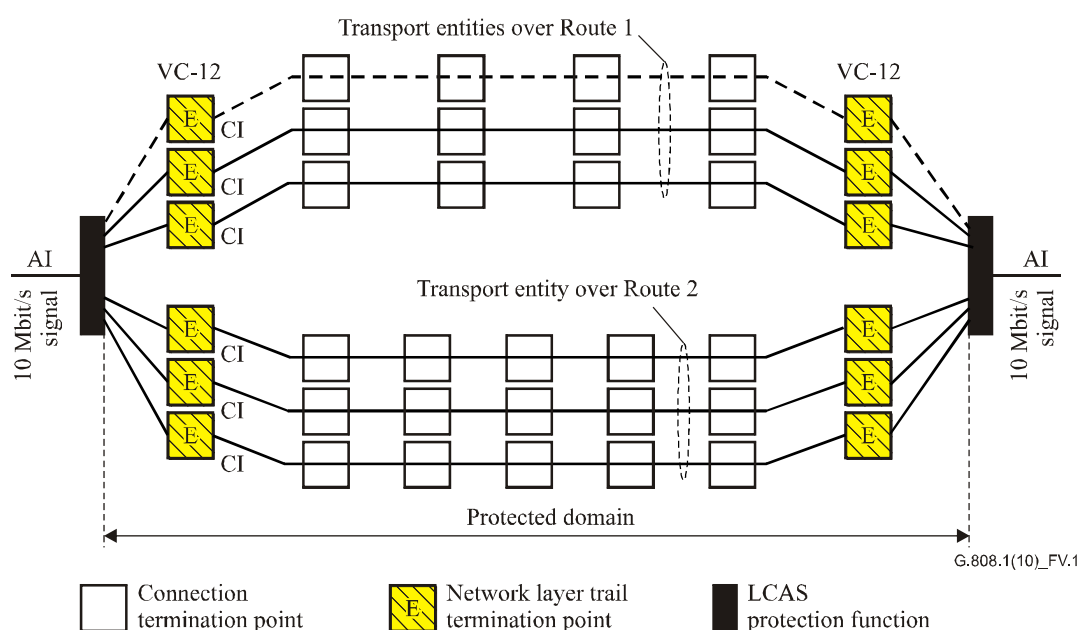 Transport entities over Route 1
VC-12
VC-12
E
CI
E
E
CI
E
E
CI
E
AI
10 Mbit/s
signal
AI
10 Mbit/s
signal
Transport entity over Route 2
E
CI
E
E
CI
E
E
CI
E
Protected domain
G.808.1(10)_FV.1
Connection
termination point
E
Network layer trail
termination point
LCAS
protection function